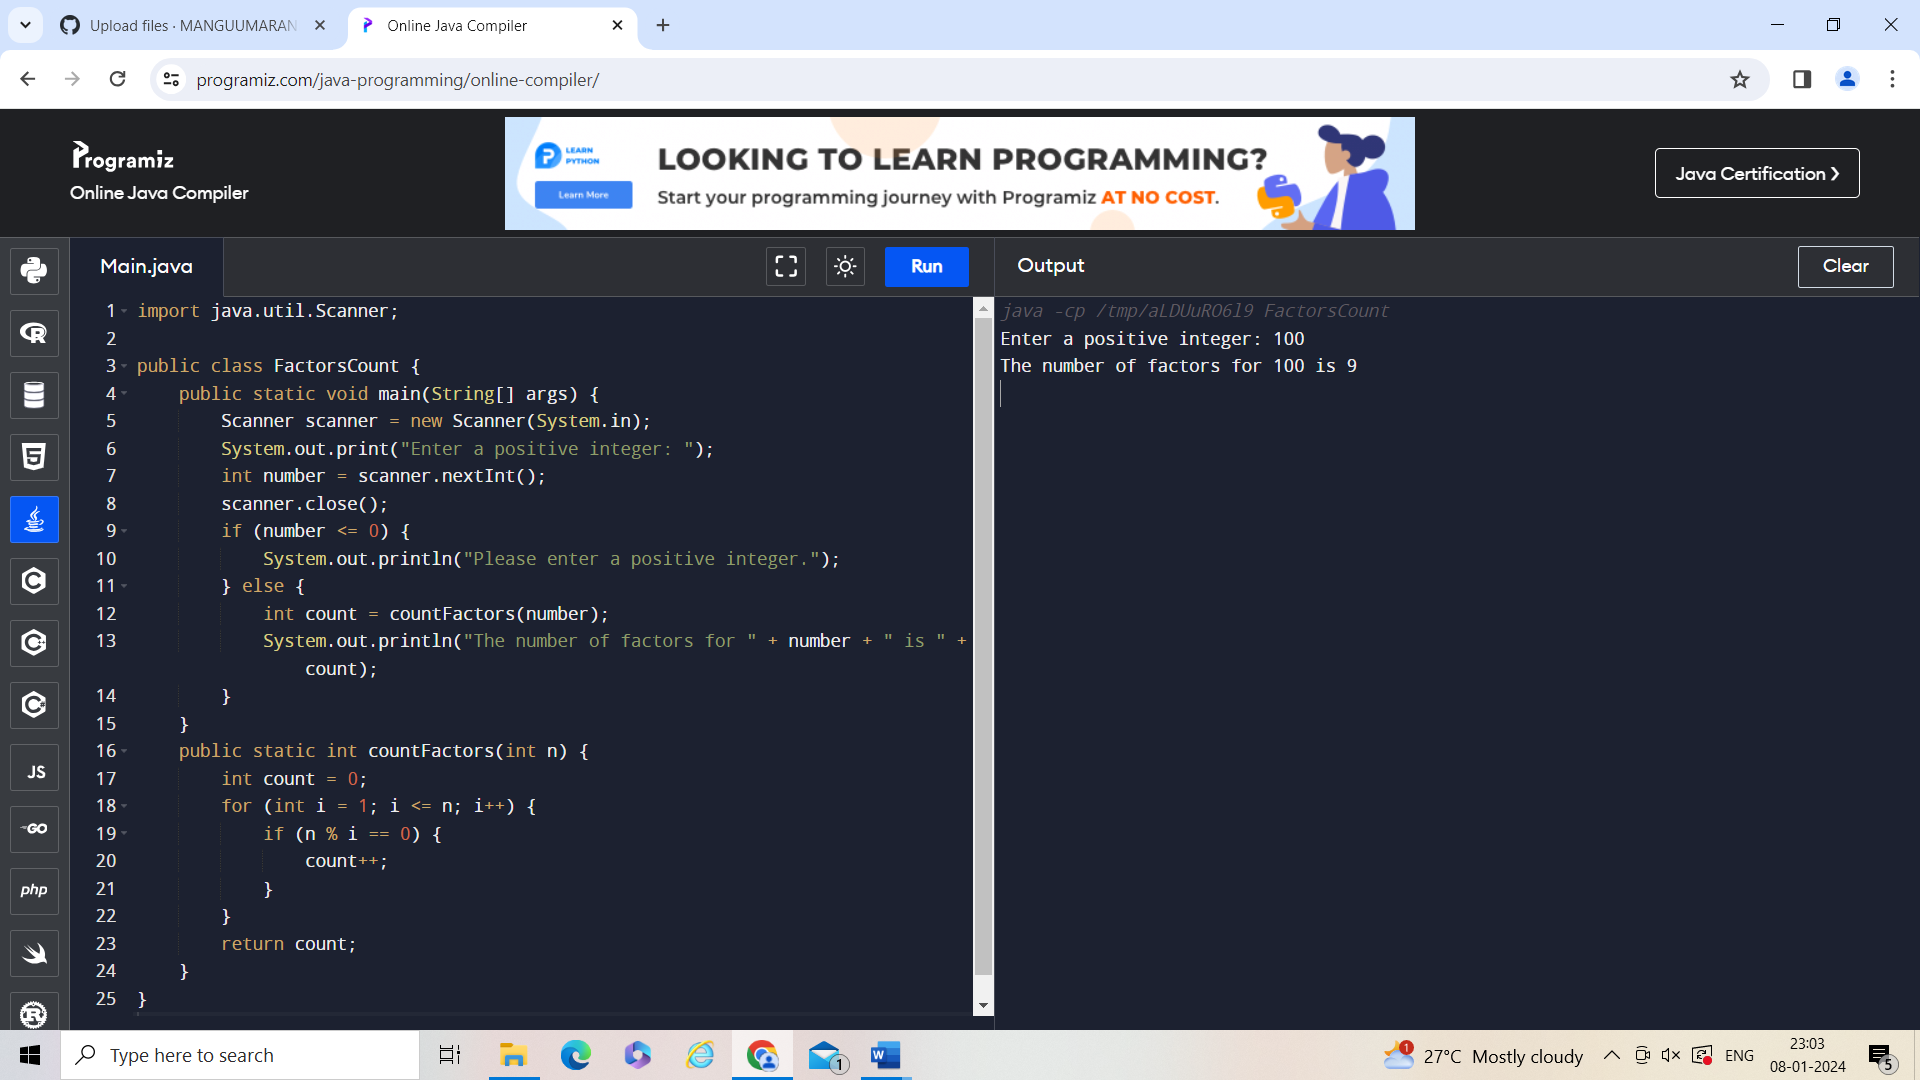 Upload files · MANGUUMARAN
Online Java Compiler
programiz.com/java-programming/online-compiler/
Programiz
Online Java Compiler
LEARN PYTHON
Learn More
LOOKING TO LEARN PROGRAMMING?
Start your programming journey with Programiz AT NO COST.
Java Certification ❯
Main.java
Run
Output
Clear
1 import java.util.Scanner;
2
3 public class FactorsCount {
4     public static void main(String[] args) {
5         Scanner scanner = new Scanner(System.in);
6         System.out.print("Enter a positive integer: ");
7         int number = scanner.nextInt();
8         scanner.close();
9         if (number <= 0) {
10             System.out.println("Please enter a positive integer.");
11         } else {
12             int count = countFactors(number);
13             System.out.println("The number of factors for " + number + " is " +
count);
14         }
15     }
16     public static int countFactors(int n) {
17         int count = 0;
18         for (int i = 1; i <= n; i++) {
19             if (n % i == 0) {
20                 count++;
21             }
22         }
23         return count;
24     }
25 }
java -cp /tmp/aLDUuRO6l9 FactorsCount
Enter a positive integer: 100
The number of factors for 100 is 9
JS
GO
php
Type here to search
1
1
27°C Mostly cloudy
ENG
23:03
08-01-2024
5